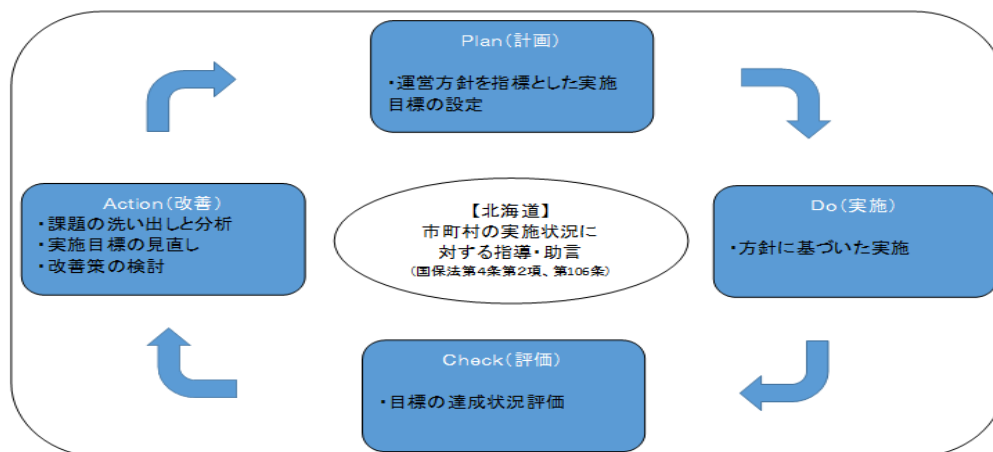 Plan(計画)
・運営方針を指標とした実施
目標の設定
Action(改善)
・課題の洗い出しと分析
・実施目標の見直し
・改善策の検討
【北海道】
市町村の実施状況に
対する指導・助言
(国保法第4条第2項、第106条)
Do(実施)
・方針に基づいた実施
Check(評価)
・目標の達成状況評価